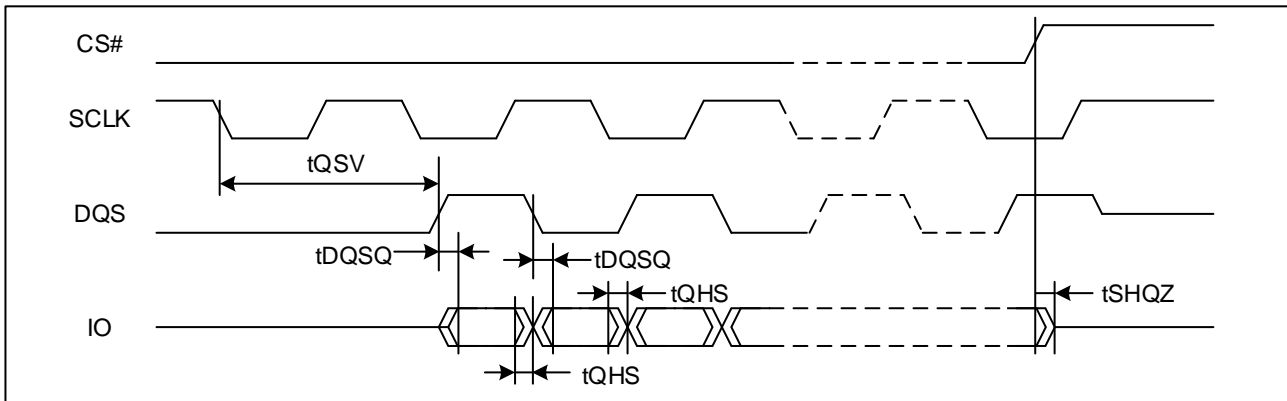 CS#
SCLK
tQSV
DQS
tDQSQ
tDQSQ
tQHS
tSHQZ
IO
tQHS